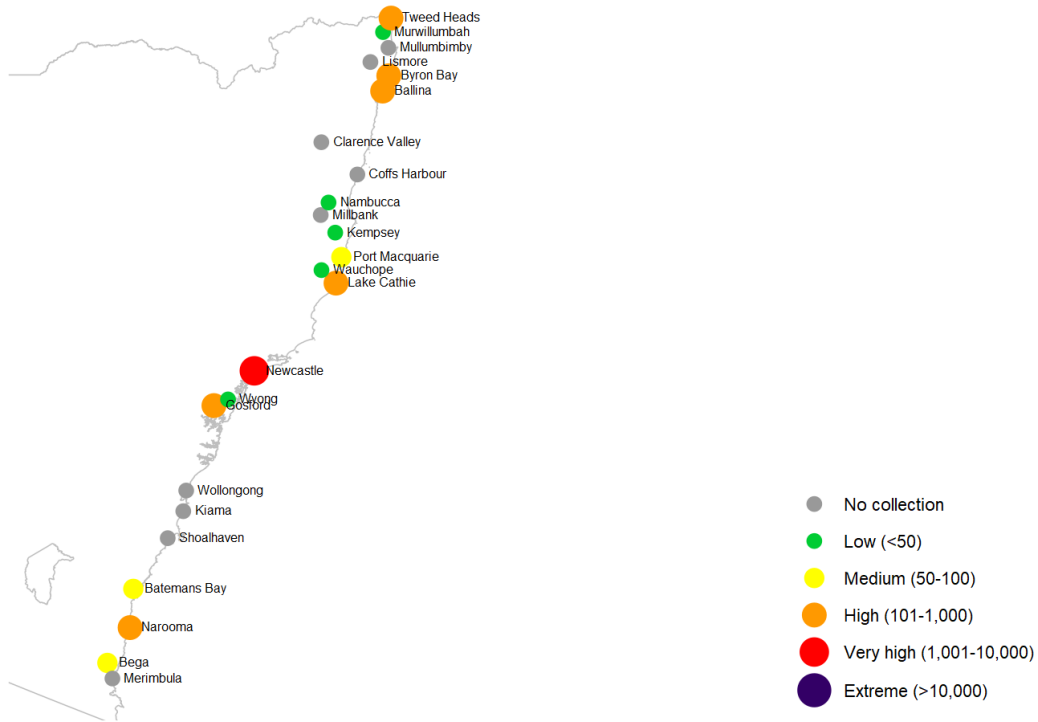 Tweed Heads
Murwillumbah
Mullumbimby
Lismore
Byron Bay
Ballina
Clarence Valley
Coffs Harbour
Nambucca
Millbank
Kempsey
Port Macquarie
Wauchope
Lake Cathie
Newcastle
Wyong
Gosford
Wollongong
Kiama
Shoalhaven
Batemans Bay
Narooma
Bega
Merimbula
No collection
Low (<50)
Medium (50-100)
High (101-1,000)
Very high (1,001-10,000)
Extreme (>10,000)